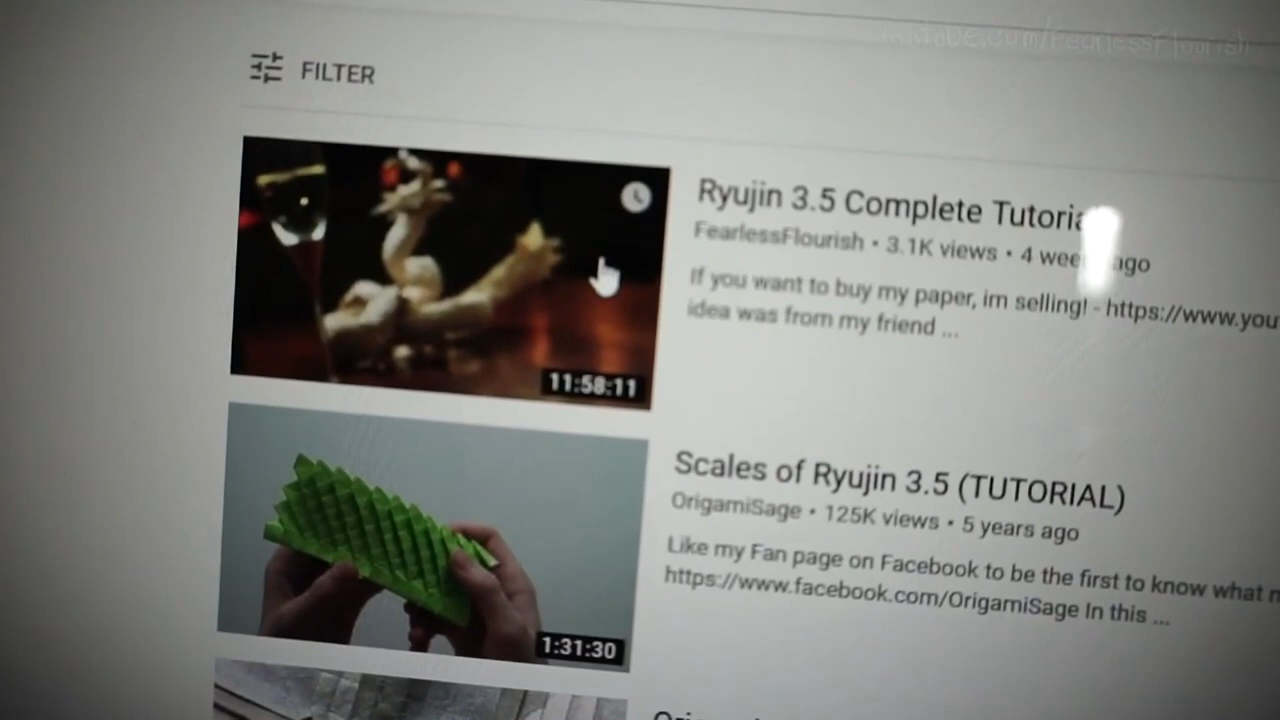 FILTER
Ryujin 3.5 Complete
FearlessFlourish • 3.1K views • 4 ago
If you want to buy my paper, im selling! - https://www.you
idea was from my friend ...
11:58:11
Scales of Ryujin 3.5 (TUTORIAL)
OrigamiSage • 125K views • 5 years ago
Like my Fan page on Facebook to be the first to know what
https://www.facebook.com/OrigamiSage In this ...
1:31:30